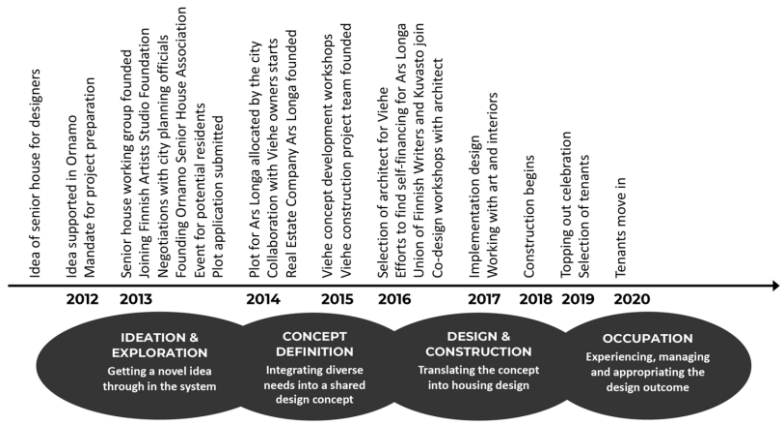 Idea of senior house for designers
Idea supported in Ornamo
Mandate for project preparation
Senior house working group founded
Joining Finnish Artists Studio Foundation
Negotiations with city planning officials
Founding Ornamo Senior House Association
Event for potential residents
Plot application submitted
Plot for Ars Longa allocated by the city
Collaboration with Viehe owners starts
Real Estate Company Ars Longa founded
Viehe concept development workshops
Viehe construction project team founded
Selection of architect for Viehe
Efforts to find self-financing for Ars Longa
Union of Finnish Writers and Kuvasto join
Co-design workshops with architect
Implementation design
Working with art and interiors
Construction begins
Topping out celebration
Selection of tenants
Tenants move in
2012
2013
2014
2015
2016
2017
2018
2019
2020
IDEATION &
EXPLORATION
Getting a novel idea
through in the system
CONCEPT
DEFINITION
Integrating diverse
needs into a shared
design concept
DESIGN &
CONSTRUCTION
Translating the concept
into housing design
OCCUPATION
Experiencing, managing
and appropriating the
design outcome